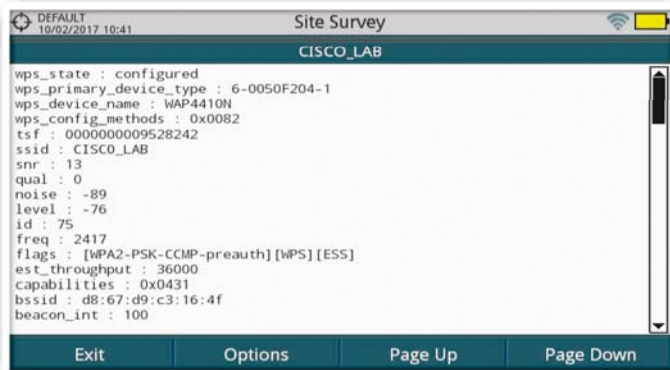 DEFAULT
10/02/2017 10:41
Site Survey
CISCO_LAB
wps_state : configured
wps_primary_device_type : 6-0050F204-1
wps_device_name : WAP4410N
wps_config_methods : 0x0082
tsf : 0000000009528242
ssid : CISCO_LAB
snr : 13
qual : 0
noise : -89
level : -76
id : 75
freq : 2417
flags : [WPA2-PSK-CCMP-preauth][WPS][ESS]
est_throughput : 36000
capabilities : 0x0431
bssid : d8:67:d9:c3:16:4f
beacon_int : 100
Exit
Options
Page Up
Page Down